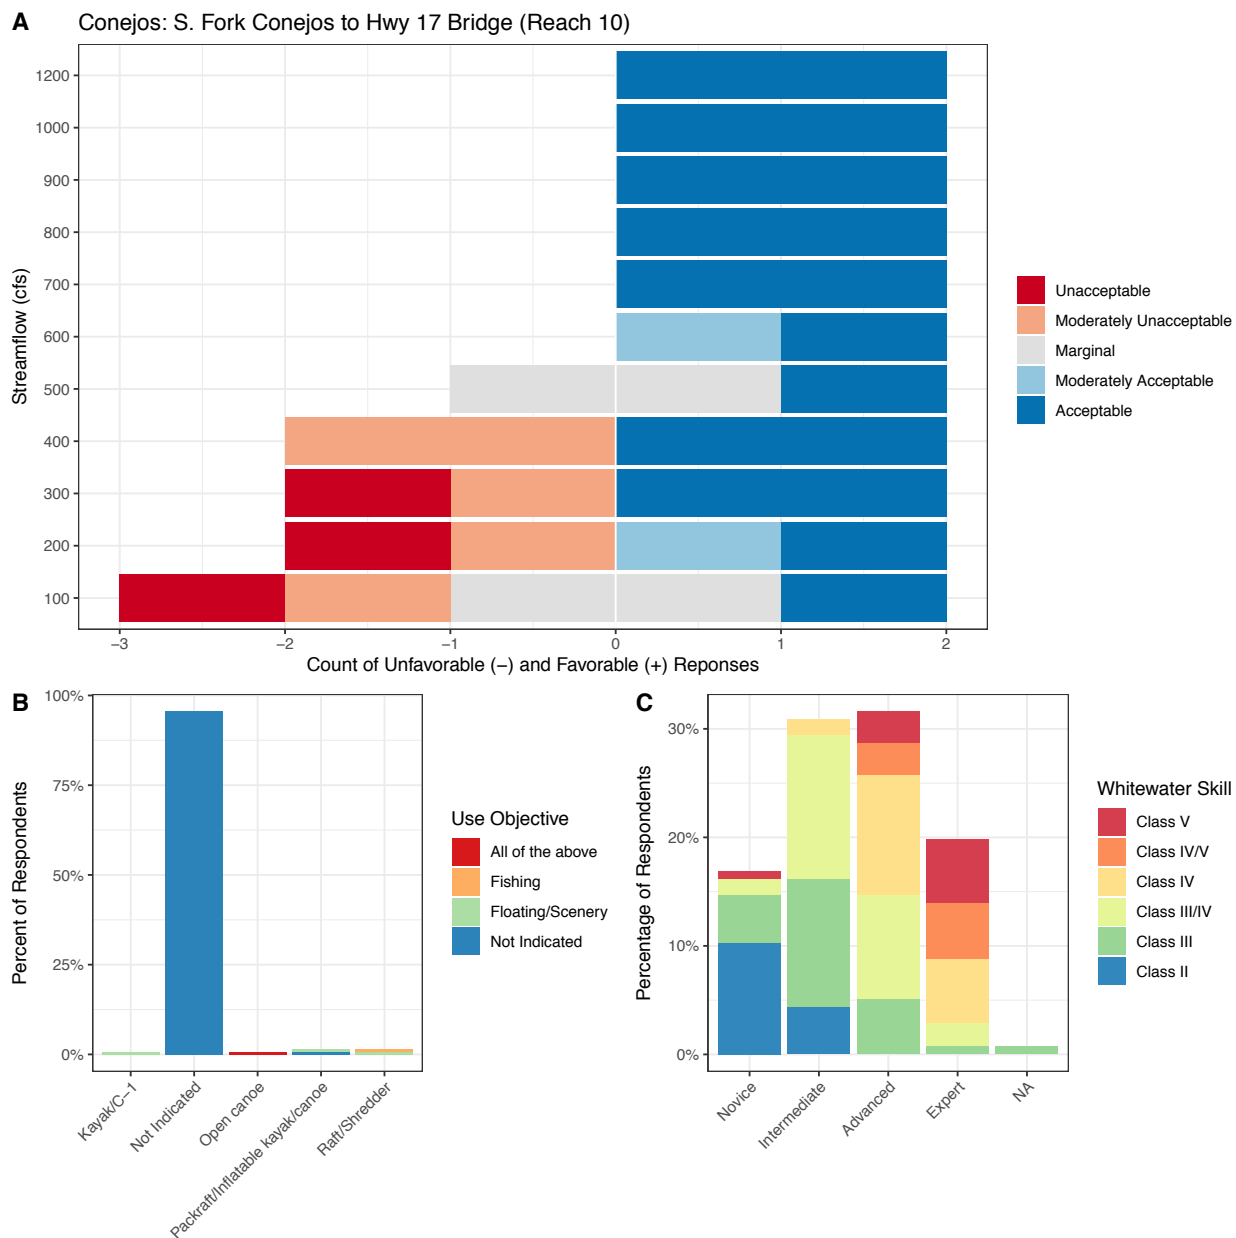 A
Conejos: S. Fork Conejos to Hwy 17 Bridge (Reach 10)
Streamflow (cfs)
1200
1000
900
800
700
600
500
400
300
200
100
−3 −2 −1 0 1 2
Count of Unfavorable (−) and Favorable (+) Reponses
Unacceptable
Moderately Unacceptable
Marginal
Moderately Acceptable
Acceptable
B
Percent of Respondents
100%
75%
50%
25%
0%
Kayak/C−1
Not Indicated
Open canoe
Packraft/Inflatable kayak/canoe
Raft/Shredder
Use Objective
All of the above
Fishing
Floating/Scenery
Not Indicated
C
Percentage of Respondents
30%
20%
10%
0%
Novice
Intermediate
Advanced
Expert
NA
Whitewater Skill
Class V
Class IV/V
Class IV
Class III/IV
Class III
Class II